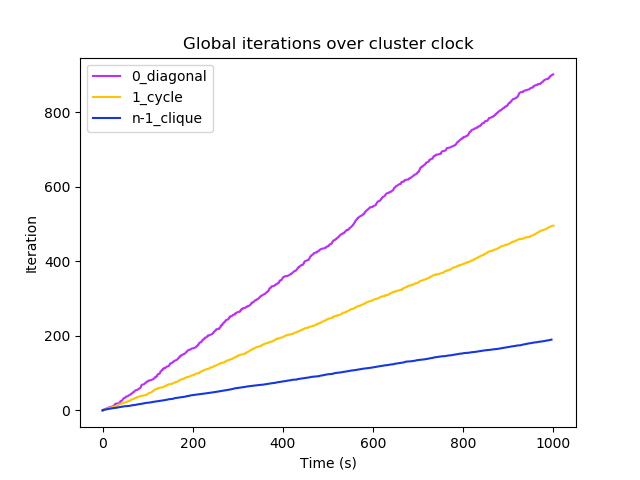 Global iterations over cluster clock
0_diagonal
1_cycle
n-1_clique
Iteration
800
600
400
200
0
0 200 400 600 800 1000
Time (s)